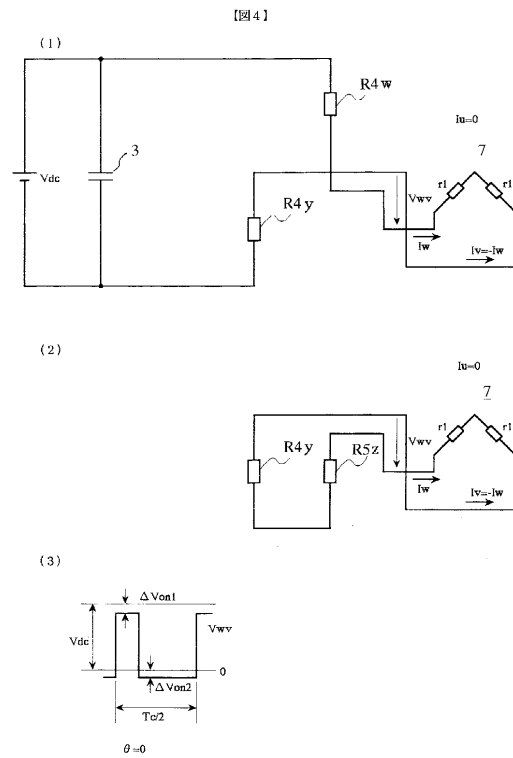 【図4】
(1)
R4w
Iu=0
3
7
Vdc
r1
r1
R4y
Vwv
Iw
Iv=-Iw
(2)
Iu=0
7
r1
r1
R4y
R5z
Vwv
Iw
Iv=-Iw
(3)
ΔVon1
Vdc
Vwv
0
ΔVon2
Tc/2
θ=0